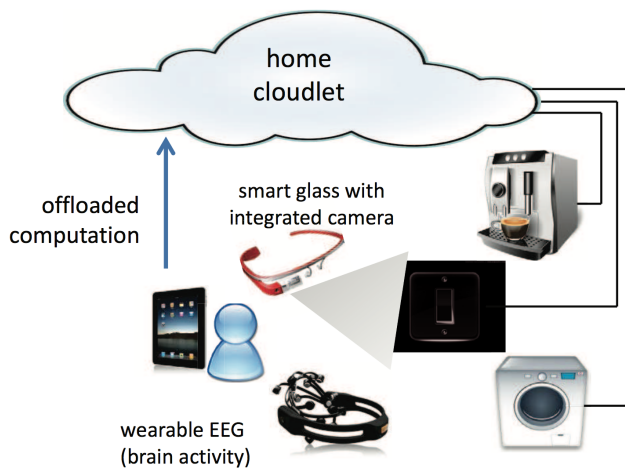 home
cloudlet
smart glass with
integrated camera
offloaded
computation
wearable EEG
(brain activity)